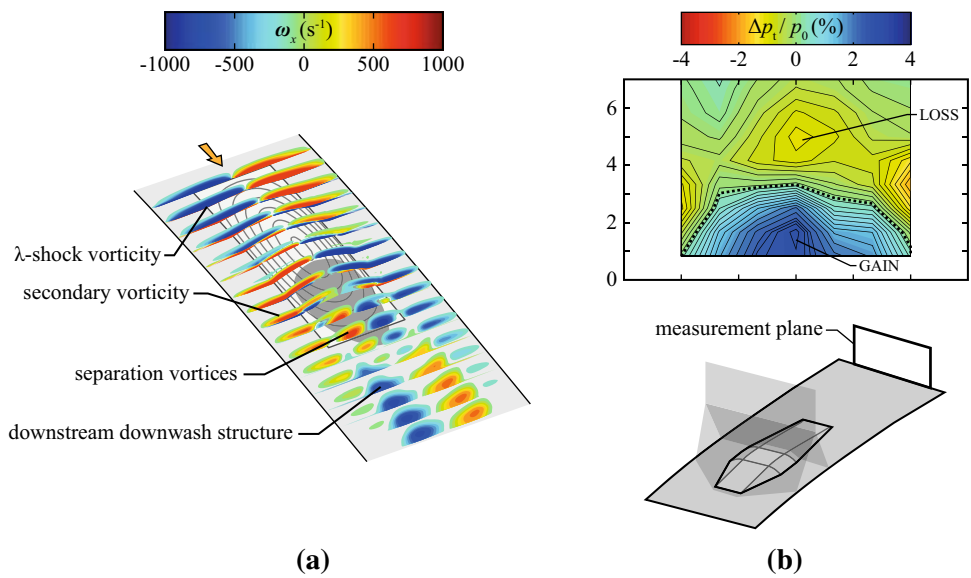 ωx (s-1)
-1000 -500 0 500 1000
λ-shock vorticity
secondary vorticity
separation vortices
downstream downwash structure
(a)
Δpt / p0 (%)
-4 -2 0 2 4
6
4
2
0
LOSS
GAIN
measurement plane
(b)